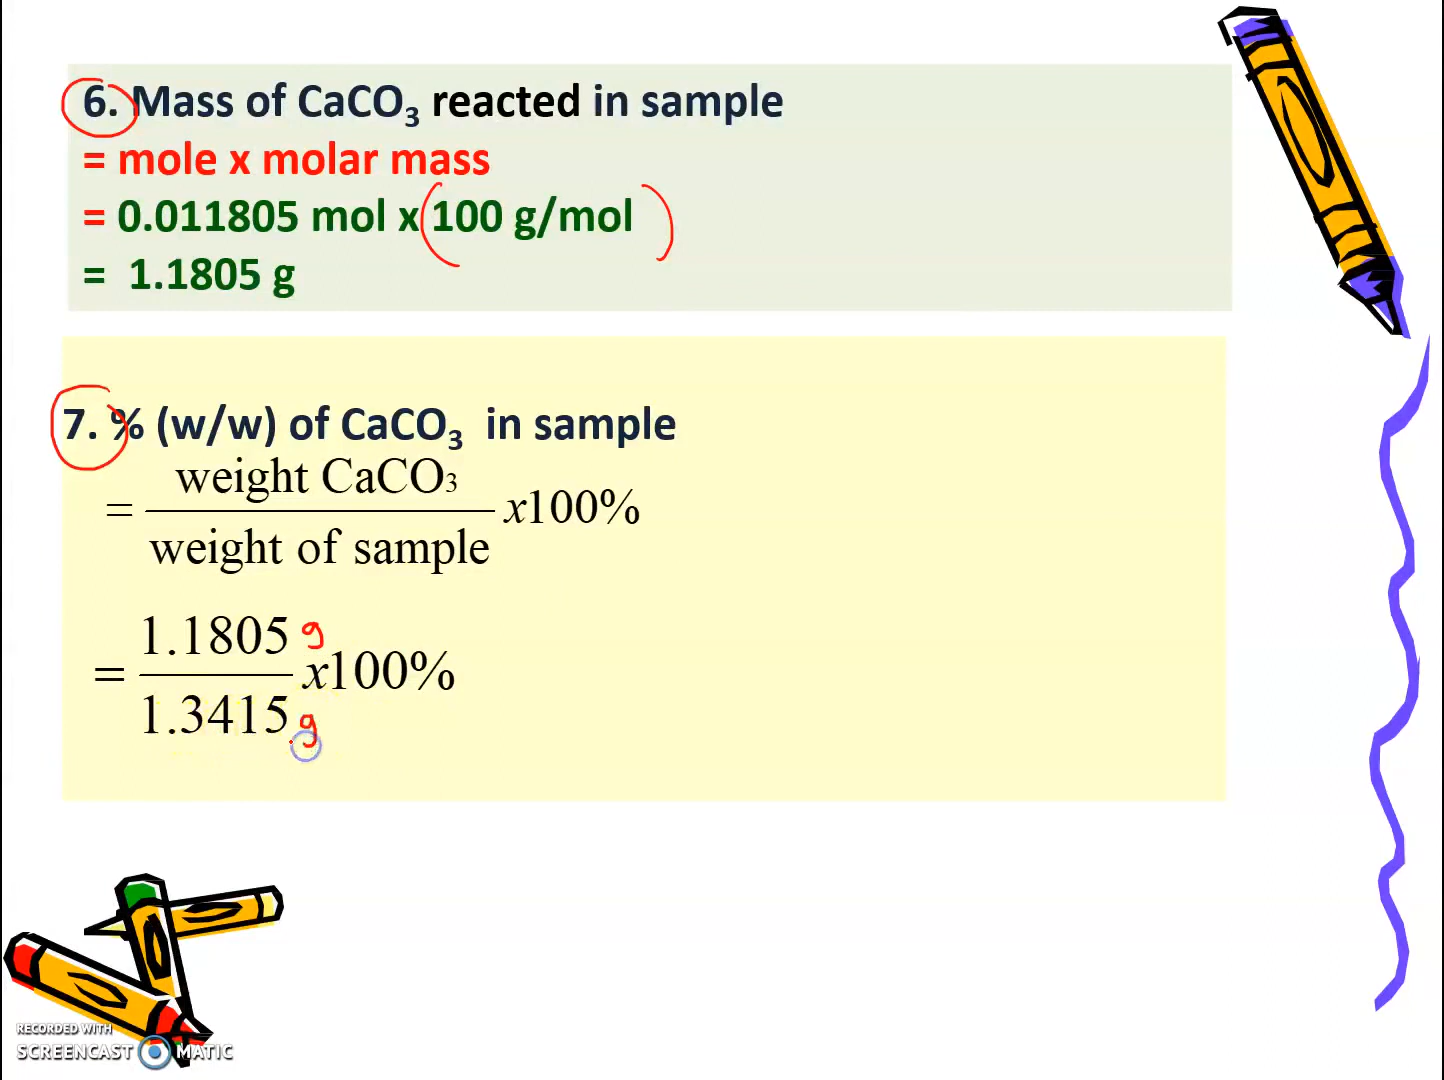 6. Mass of CaCO₃ reacted in sample
= mole x molar mass
= 0.011805 mol x (100 g/mol )
= 1.1805 g
7. % (w/w) of CaCO₃ in sample
weight CaCO₃
= x100%
weight of sample
1.1805 g
= x100%
1.3415 g
RECORDED WITH
SCREENCAST MATIC